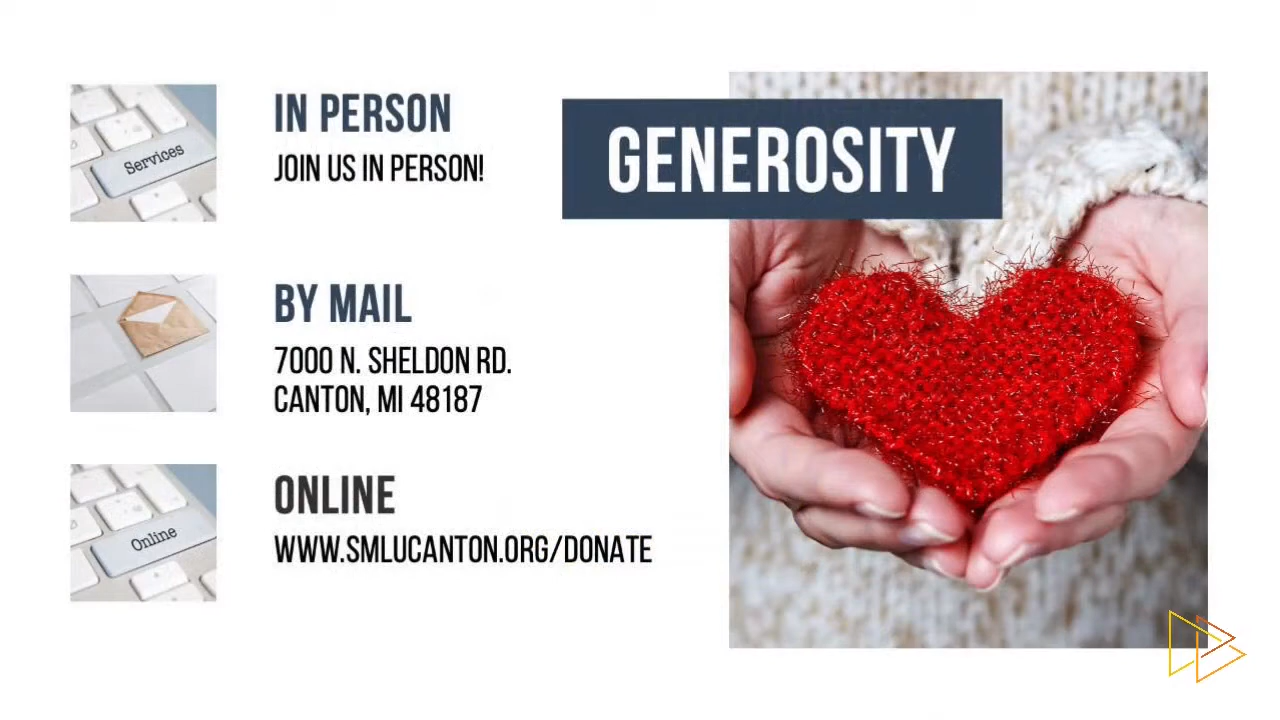 Services
IN PERSON
JOIN US IN PERSON!
GENEROSITY
BY MAIL
7000 N. SHELDON RD.
CANTON, MI 48187
Online
ONLINE
WWW.SMLUCANTON.ORG/DONATE